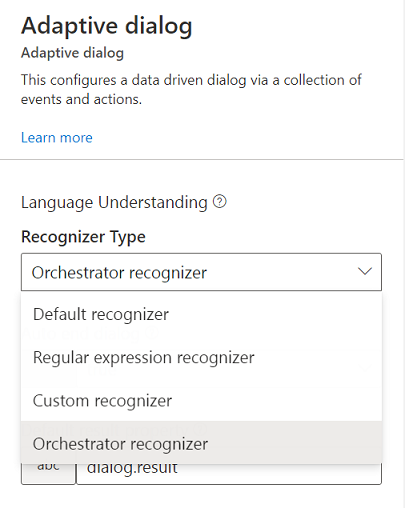 Adaptive dialog
Adaptive dialog
This configures a data driven dialog via a collection of
events and actions.
Learn more
Language Understanding ?
Recognizer Type
Orchestrator recognizer
Default recognizer
Regular expression recognizer
Custom recognizer
Orchestrator recognizer
abc dialog.result